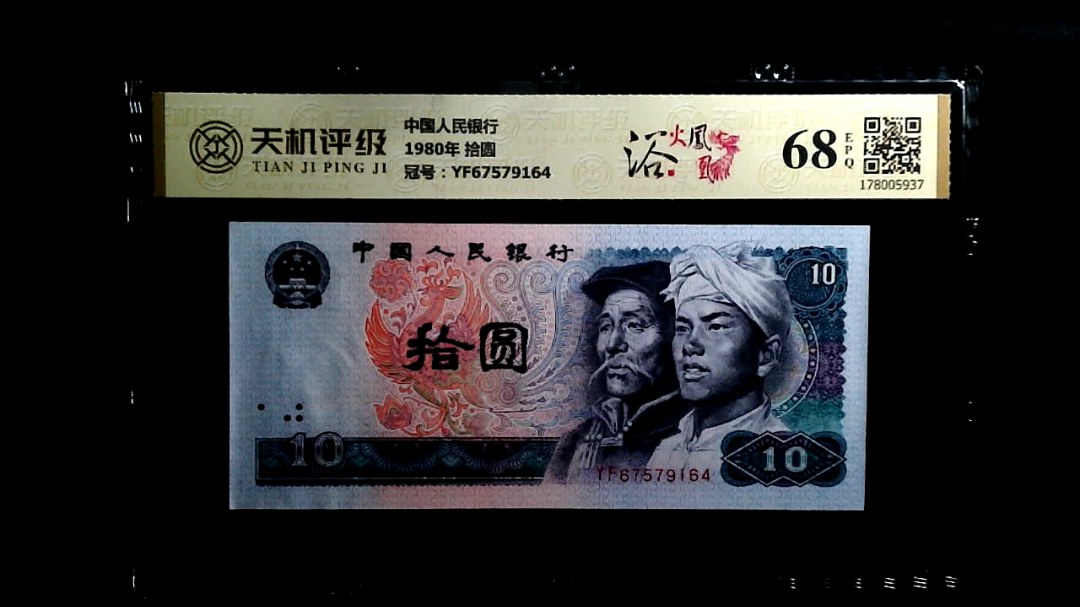 天机评级
TIAN JI PING JI
中国人民银行
1980年 拾圆
冠号：YF67579164
浴火凤凰
68
EPQ
178005937
中国人民银行
10
拾圆
10
YF67579164
10